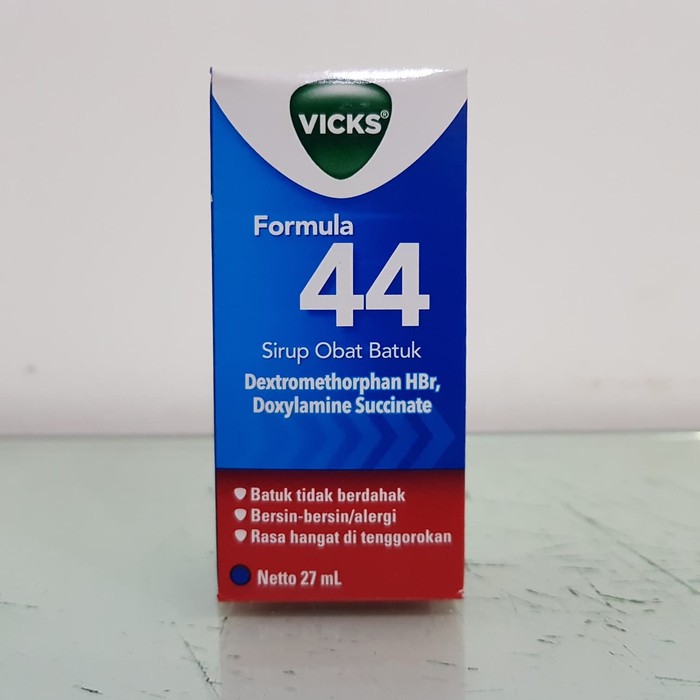 VICKS®
Formula
44
Sirup Obat Batuk
Dextromethorphan HBr,
Doxylamine Succinate
Batuk tidak berdahak
Bersin-bersin/alergi
Rasa hangat di tenggorokan
Netto 27 mL